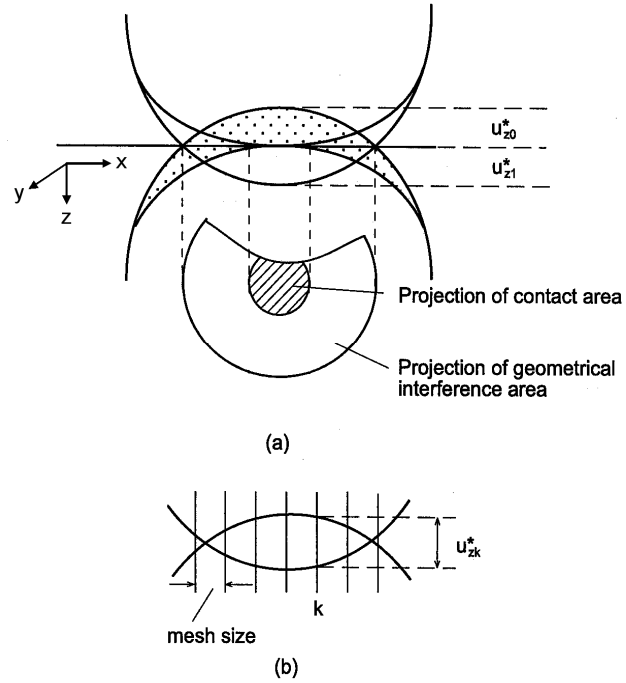 u*z0
u*z1
x
y
z
Projection of contact area
Projection of geometrical
interference area
(a)
u*zk
k
mesh size
(b)